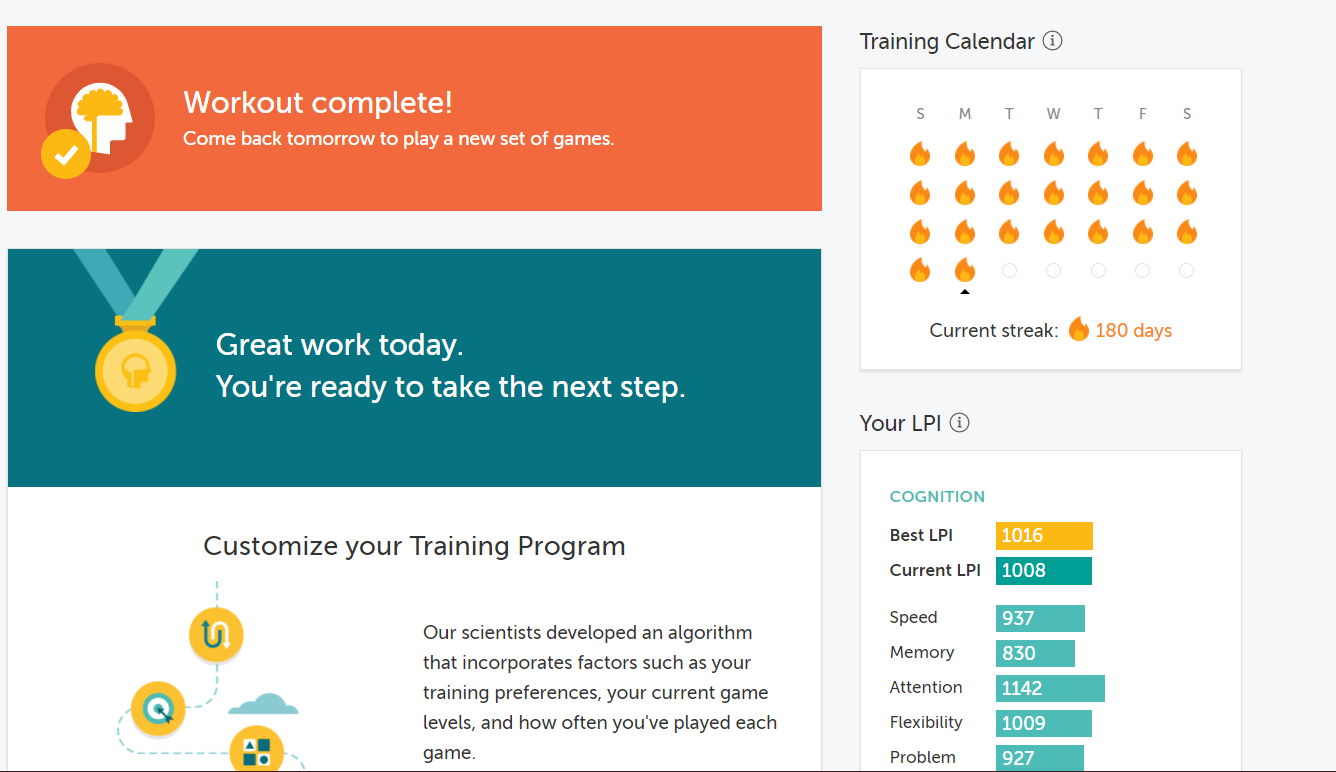 Workout complete!
Come back tomorrow to play a new set of games.
Great work today.
You're ready to take the next step.
Customize your Training Program
Our scientists developed an algorithm
that incorporates factors such as your
training preferences, your current game
levels, and how often you've played each
game.
Training Calendar
S M T W T F S
Current streak: 180 days
Your LPI
COGNITION
Best LPI 1016
Current LPI 1008
Speed 937
Memory 830
Attention 1142
Flexibility 1009
Problem 927